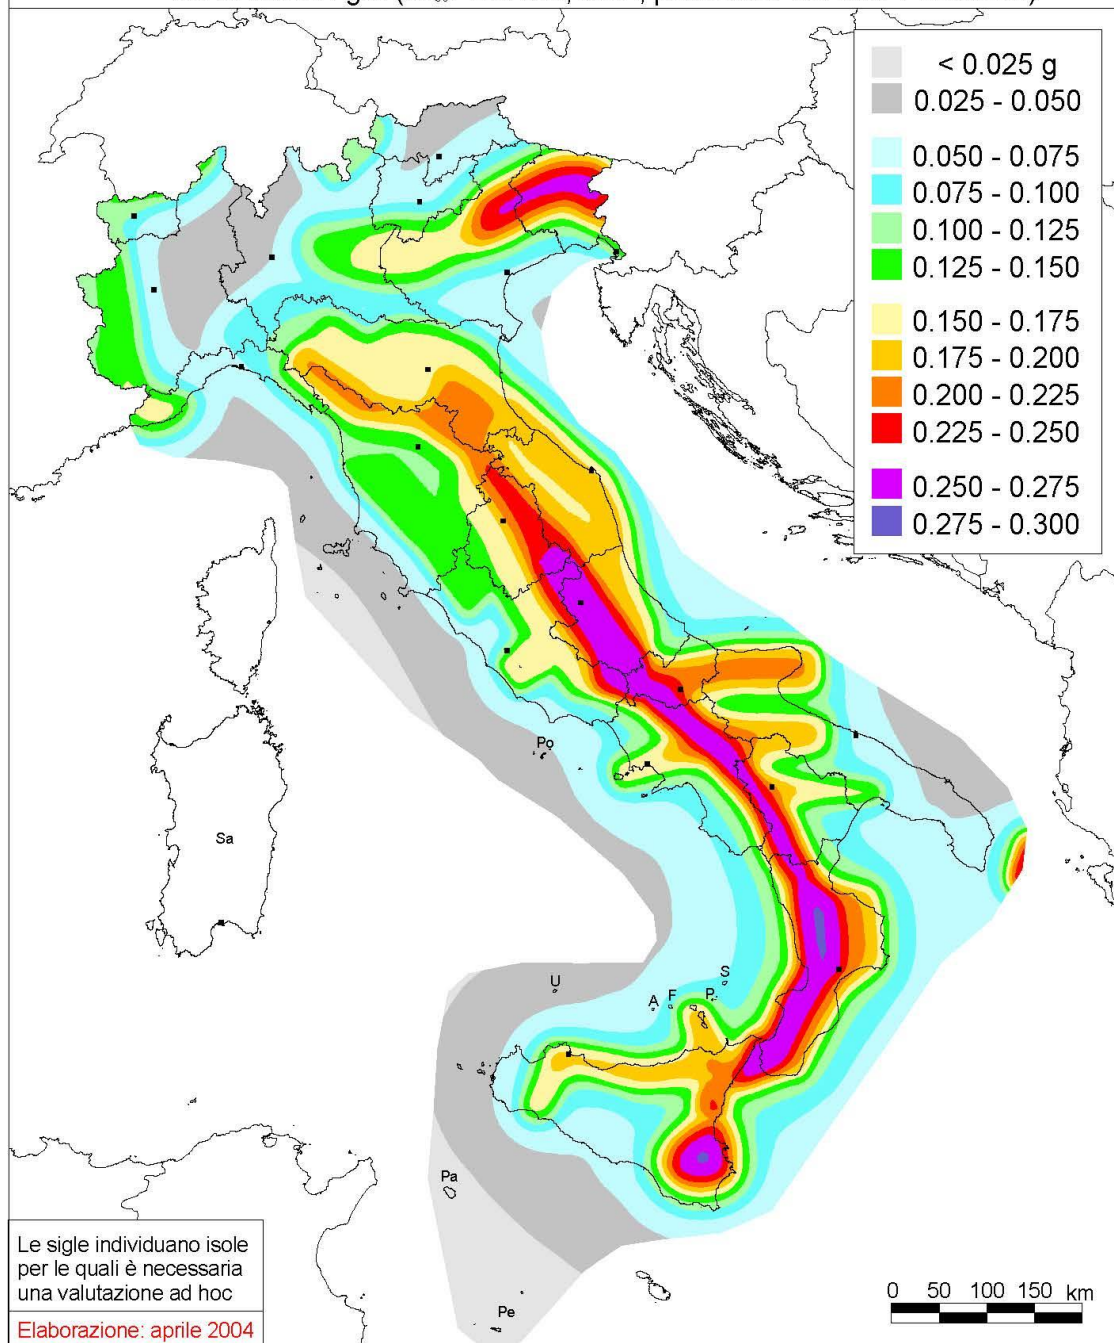 < 0.025 g
0.025 - 0.050
0.050 - 0.075
0.075 - 0.100
0.100 - 0.125
0.125 - 0.150
0.150 - 0.175
0.175 - 0.200
0.200 - 0.225
0.225 - 0.250
0.250 - 0.275
0.275 - 0.300
Po
Sa
S
U
A
F
P
Pa
Pe
Le sigle individuano isole
per le quali è necessaria
una valutazione ad hoc
Elaborazione: aprile 2004
0 50 100 150 km